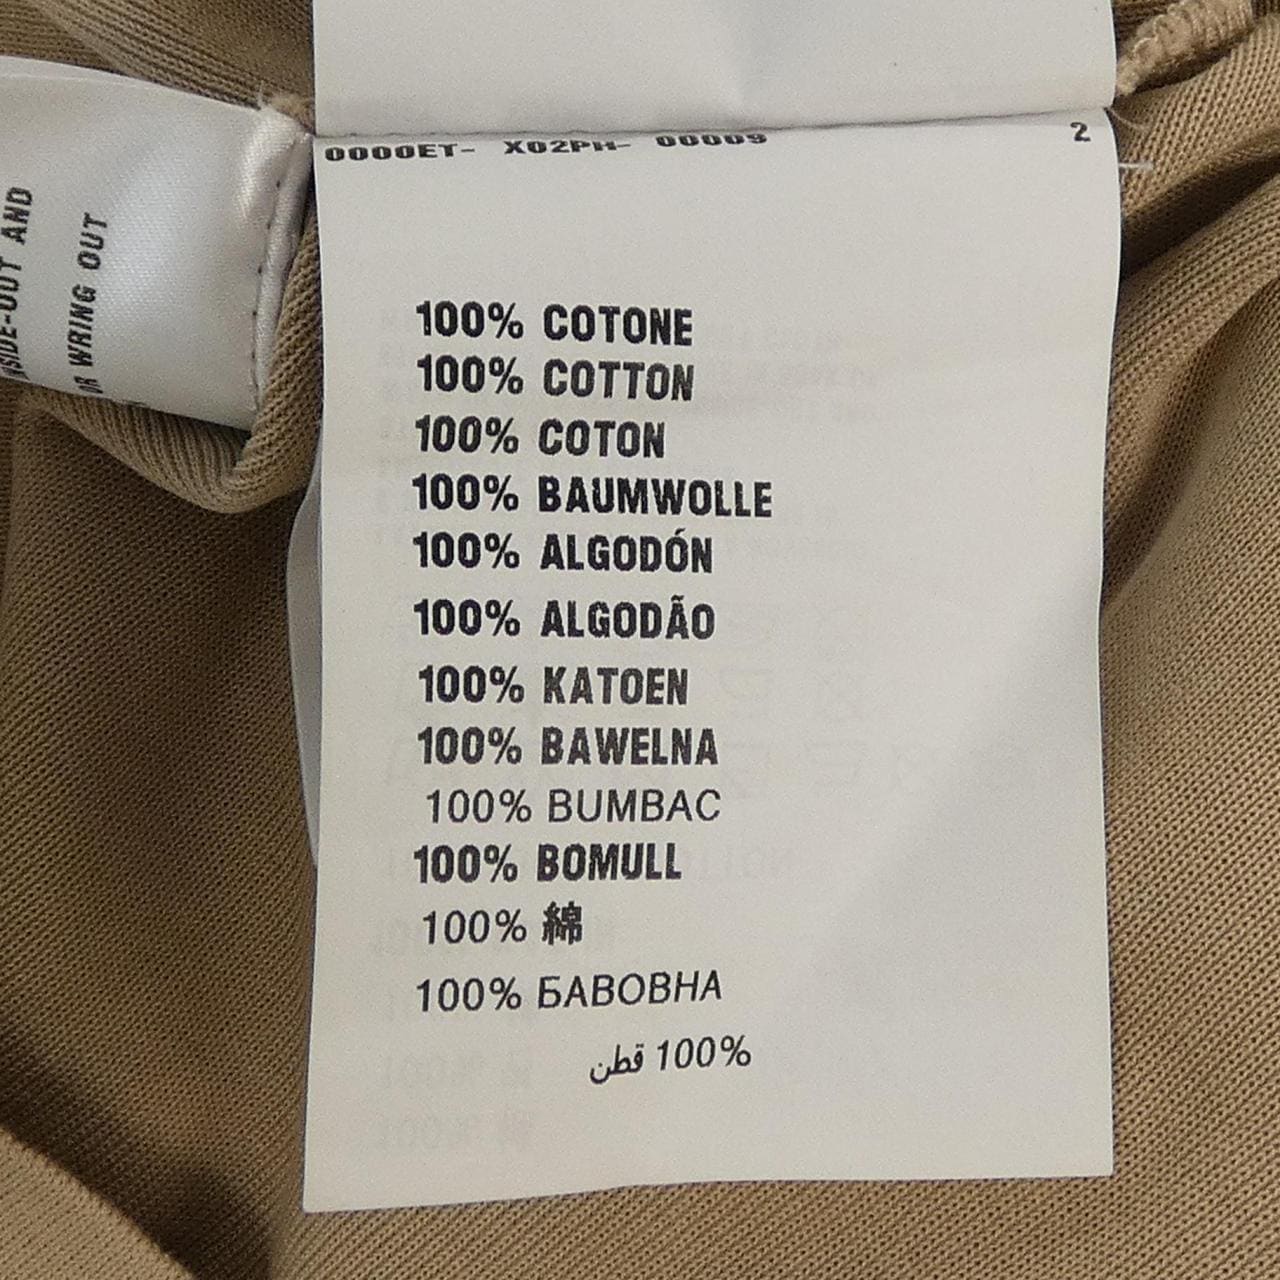 SIDE-OUT AND
OR WRING OUT
0000ET- X02PH- 00009 2
100% COTONE
100% COTTON
100% COTON
100% BAUMWOLLE
100% ALGODÓN
100% ALGODÃO
100% KATOEN
100% BAWELNA
100% BUMBAC
100% BOMULL
100% 綿
100% БАВОВНА
100% قطن